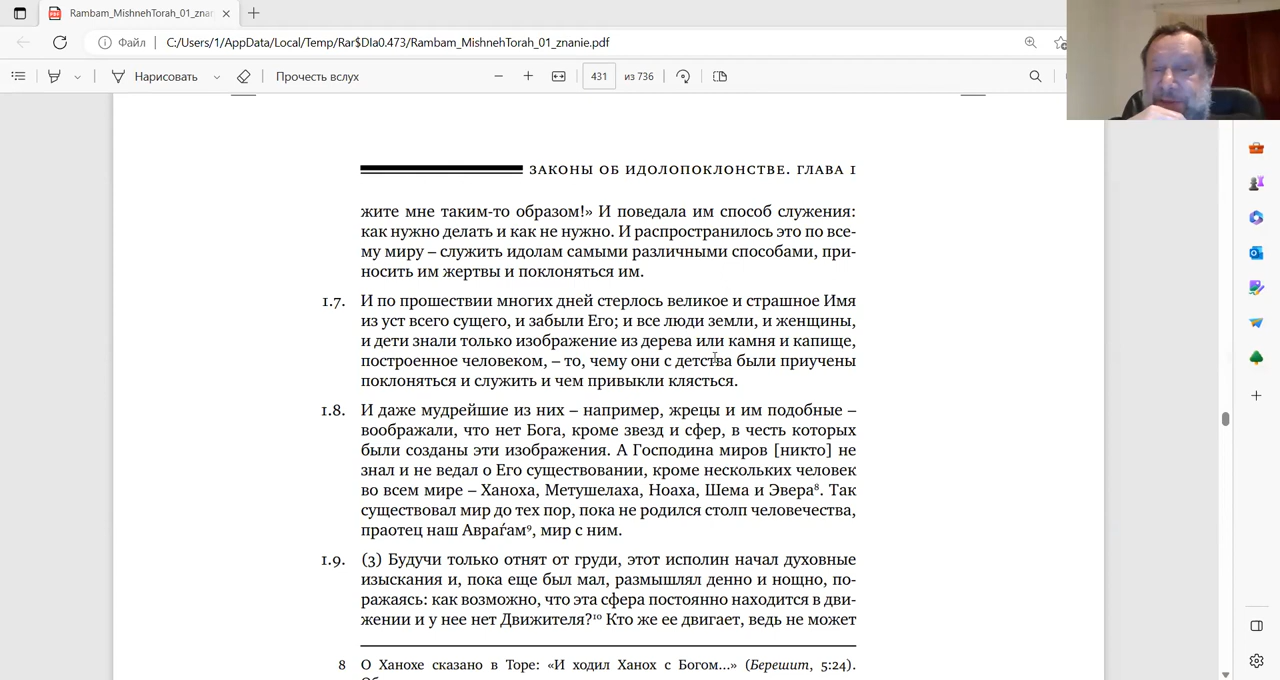 Rambam_MishnehTorah_01_zna
Файл
C:/Users/1/AppData/Local/Temp/Rar$DIa0.473/Rambam_MishnehTorah_01_znanie.pdf
Нарисовать
Прочесть вслух
431
из 736
ЗАКОНЫ ОБ ИДОЛОПОКЛОНСТВЕ. ГЛАВА I
жите мне таким-то образом!» И поведала им способ служения:
как нужно делать и как не нужно. И распространилось это по все-
му миру – служить идолам самыми различными способами, при-
носить им жертвы и поклоняться им.
1.7. И по прошествии многих дней стерлось великое и страшное Имя
из уст всего сущего, и забыли Его; и все люди земли, и женщины,
и дети знали только изображение из дерева или камня и капище,
построенное человеком, – то, чему они с детства были приучены
поклоняться и служить и чем привыкли клясться.
1.8. И даже мудрейшие из них – например, жрецы и им подобные –
воображали, что нет Бога, кроме звезд и сфер, в честь которых
были созданы эти изображения. А Господина миров [никто] не
знал и не ведал о Его существовании, кроме нескольких человек
во всем мире – Ханоха, Метушелаха, Ноаха, Шема и Эвера⁸. Так
существовал мир до тех пор, пока не родился столп человечества,
праотец наш Авраѓам⁹, мир с ним.
1.9. (3) Будучи только отнят от груди, этот исполин начал духовные
изыскания и, пока еще был мал, размышлял денно и нощно, по-
ражаясь: как возможно, что эта сфера постоянно находится в дви-
жении и у нее нет Движителя?¹⁰ Кто же ее двигает, ведь не может
8 О Ханохе сказано в Торе: «И ходил Ханох с Богом...» (Берешит, 5:24).